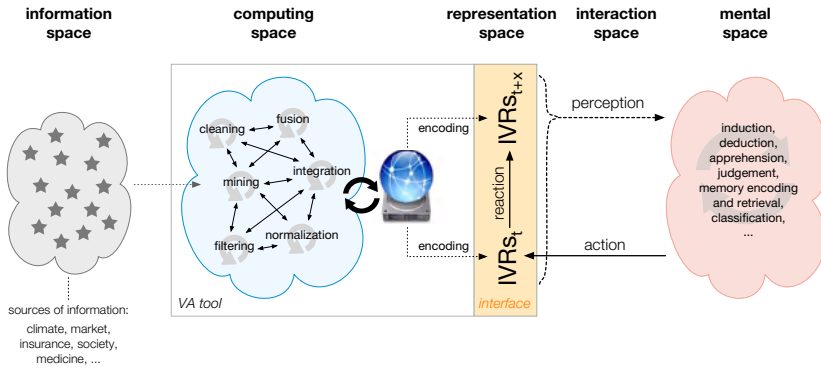 information
space
computing
space
representation
space
interaction
space
mental
space
cleaning
fusion
mining
integration
filtering
normalization
VA tool
encoding
encoding
IVRs t+x
reaction
IVRs t
interface
perception
action
induction,
deduction,
apprehension,
judgement,
memory encoding
and retrieval,
classification,
...
sources of information:
climate, market,
insurance, society,
medicine, ...